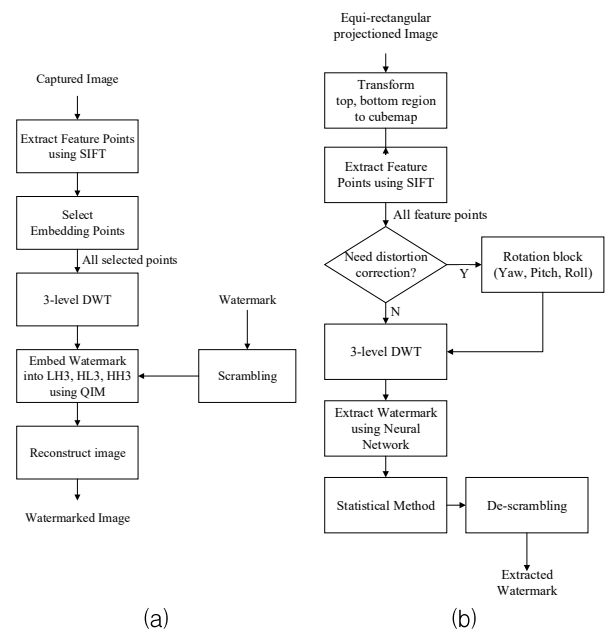 Captured Image
Extract Feature Points
using SIFT
Select
Embedding Points
All selected points
3-level DWT
Watermark
Embed Watermark
into LH3, HL3, HH3
using QIM
Scrambling
Reconstruct image
Watermarked Image
(a)
Equi-rectangular
projectioned Image
Transform
top, bottom region
to cubemap
Extract Feature
Points using SIFT
All feature points
Need distortion
correction?
Y
Rotation block
(Yaw, Pitch, Roll)
N
3-level DWT
Extract Watermark
using Neural
Network
Statistical Method
De-scrambling
Extracted
Watermark
(b)